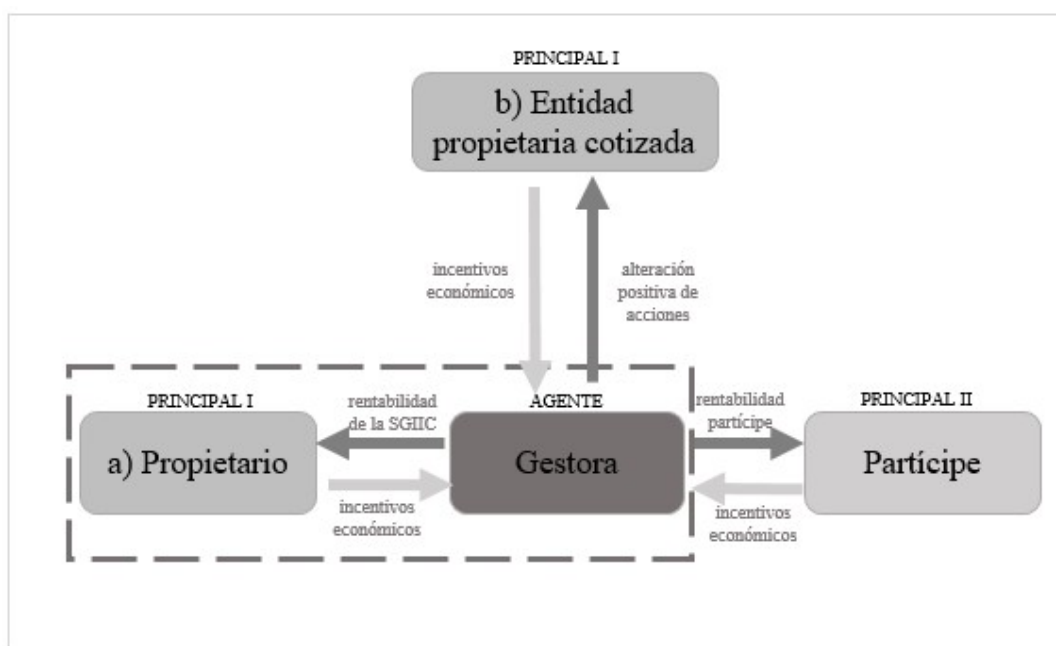 PRINCIPAL I
b) Entidad
propietaria cotizada
incentivos
económicos
alteración
positiva de
acciones
PRINCIPAL I
a) Propietario
rentabilidad
de la SGIIC
incentivos
económicos
AGENTE
Gestora
rentabilidad
partícipe
incentivos
económicos
PRINCIPAL II
Partícipe